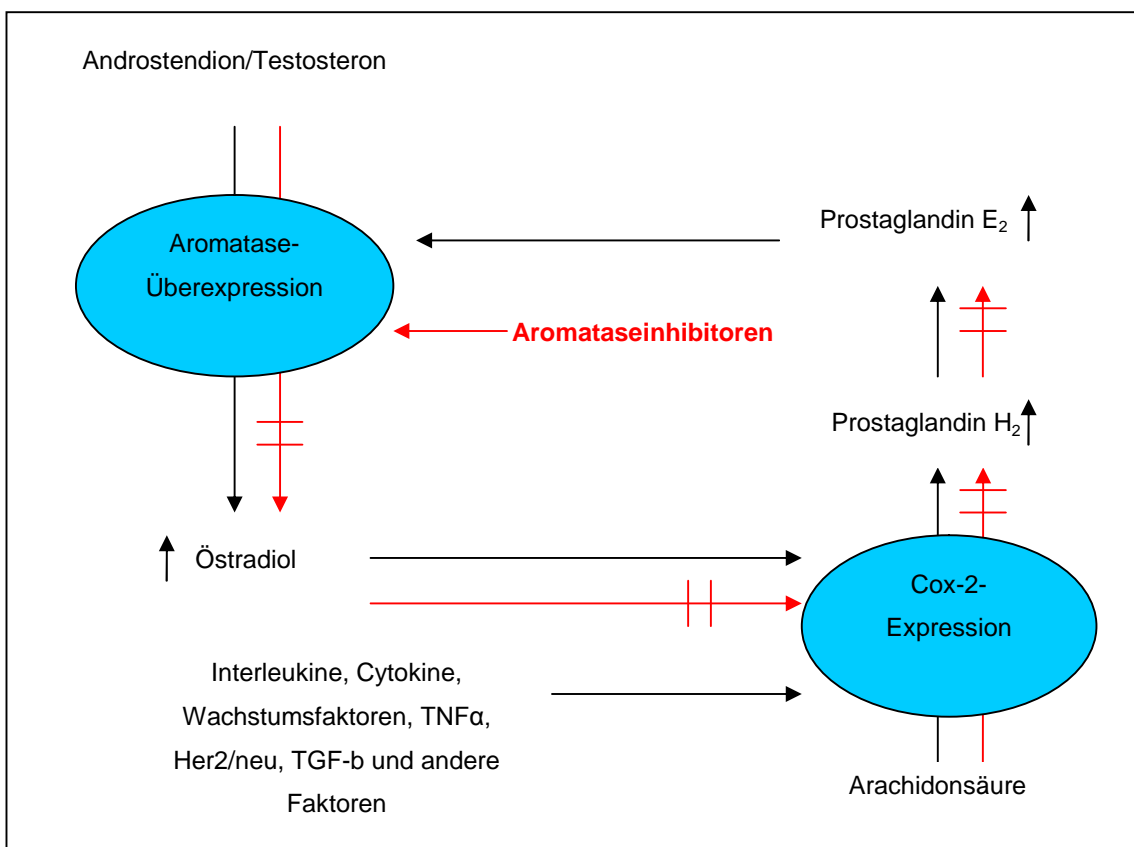 Androstendion/Testosteron
Aromatase-
Überexpression
Prostaglandin E₂
Aromataseinhibitoren
Prostaglandin H₂
Östradiol
Cox-2-
Expression
Interleukine, Cytokine,
Wachstumsfaktoren, TNFα,
Her2/neu, TGF-b und andere
Faktoren
Arachidonsäure